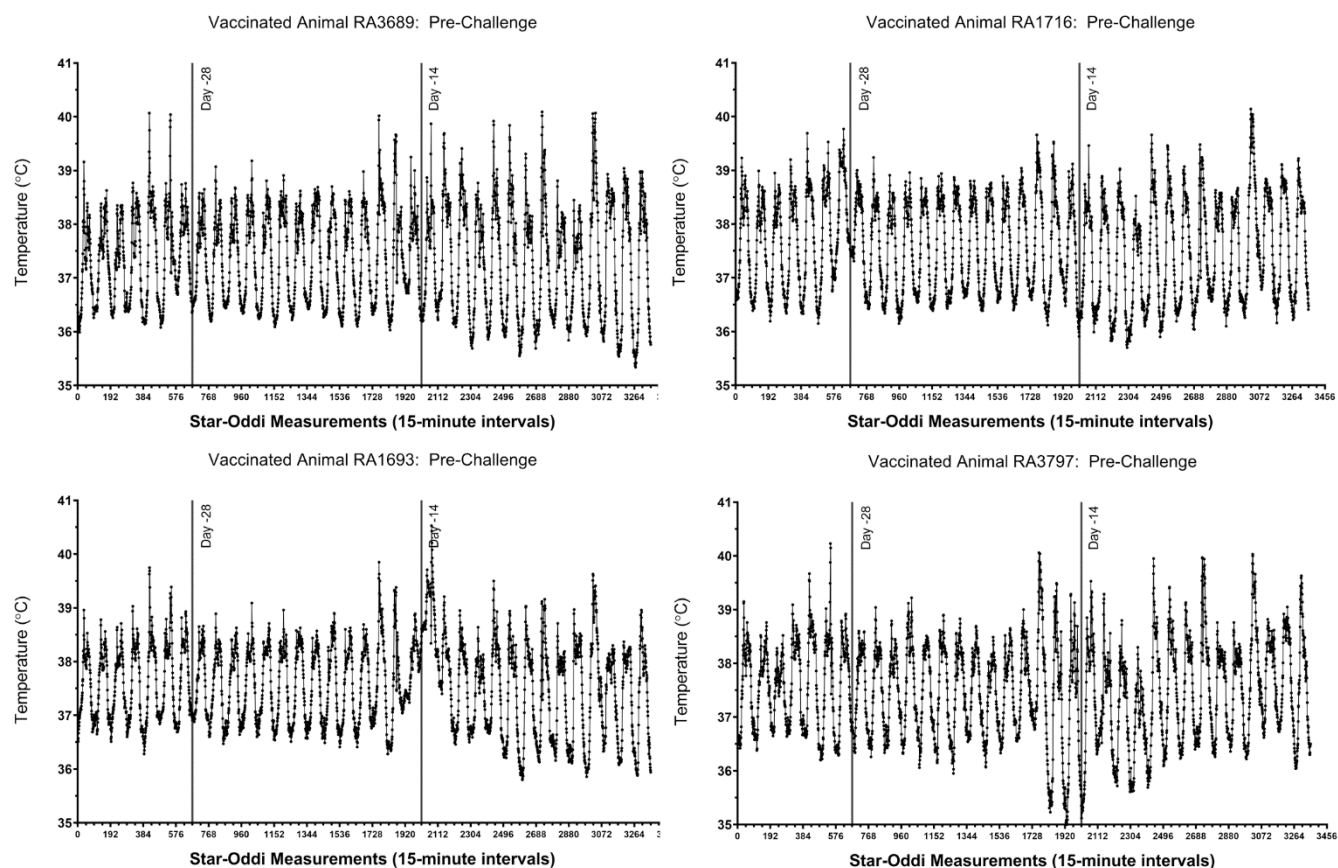 Vaccinated Animal RA3689: Pre-Challenge
41
40
39
38
37
36
35
Temperature (°C)
Day -28
Day -14
0 192 384 576 768 960 1152 1344 1536 1728 1920 2112 2304 2496 2688 2880 3072 3264
Star-Oddi Measurements (15-minute intervals)
Vaccinated Animal RA1716: Pre-Challenge
41
40
39
38
37
36
35
Temperature (°C)
Day -28
Day -14
0 192 384 576 768 960 1152 1344 1536 1728 1920 2112 2304 2496 2688 2880 3072 3264 3456
Star-Oddi Measurements (15-minute intervals)
Vaccinated Animal RA1693: Pre-Challenge
41
40
39
38
37
36
35
Temperature (°C)
Day -28
Day -14
0 192 384 576 768 960 1152 1344 1536 1728 1920 2112 2304 2496 2688 2880 3072 3264
Star-Oddi Measurements (15-minute intervals)
Vaccinated Animal RA3797: Pre-Challenge
41
40
39
38
37
36
35
Temperature (°C)
Day -28
Day -14
0 192 384 576 768 960 1152 1344 1536 1728 1920 2112 2304 2496 2688 2880 3072 3264 3456
Star-Oddi Measurements (15-minute intervals)